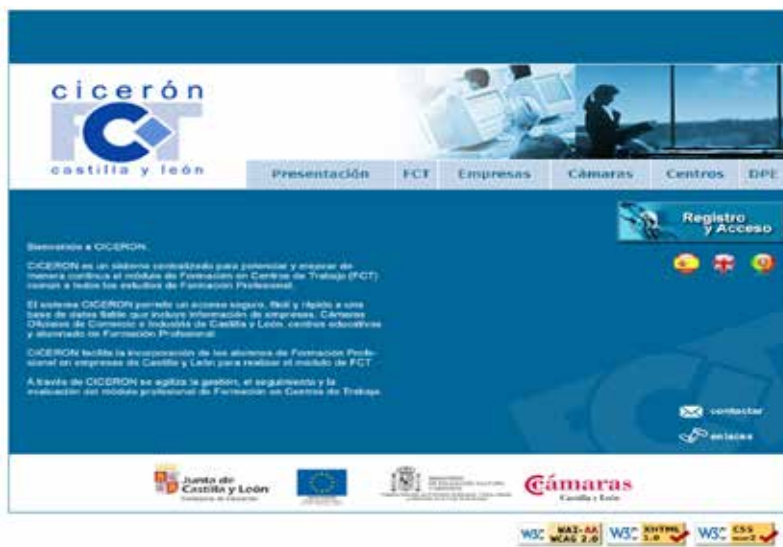 cicerón
FCT
castilla y león
Presentación FCT Empresas Cámaras Centros DPE
Registro
y Acceso
Bienvenido a CICERON.
CICERON es un sistema centralizado para potenciar y mejorar de
manera continua el módulo de Formación en Centros de Trabajo (FCT)
común a todos los estudios de Formación Profesional.
El sistema CICERON permite un acceso seguro, fácil y rápido a una
base de datos fiable que incluye información de empresas, Cámaras
Oficiales de Comercio e Industria de Castilla y León, centros educativos
y alumnado de Formación Profesional.
CICERON facilita la incorporación de los alumnos de Formación Profe-
sional en empresas de Castilla y León para realizar el módulo de FCT
A través de CICERON se agiliza la gestión, el seguimiento y la
evaluación del módulo profesional de Formación en Centros de Trabajo.
FCT
contactar
enlaces
Junta de
Castilla y León
Cámaras
Castilla y León
W3C WAI-AA
WCAG 2.0
W3C XHTML
1.0
W3C CSS